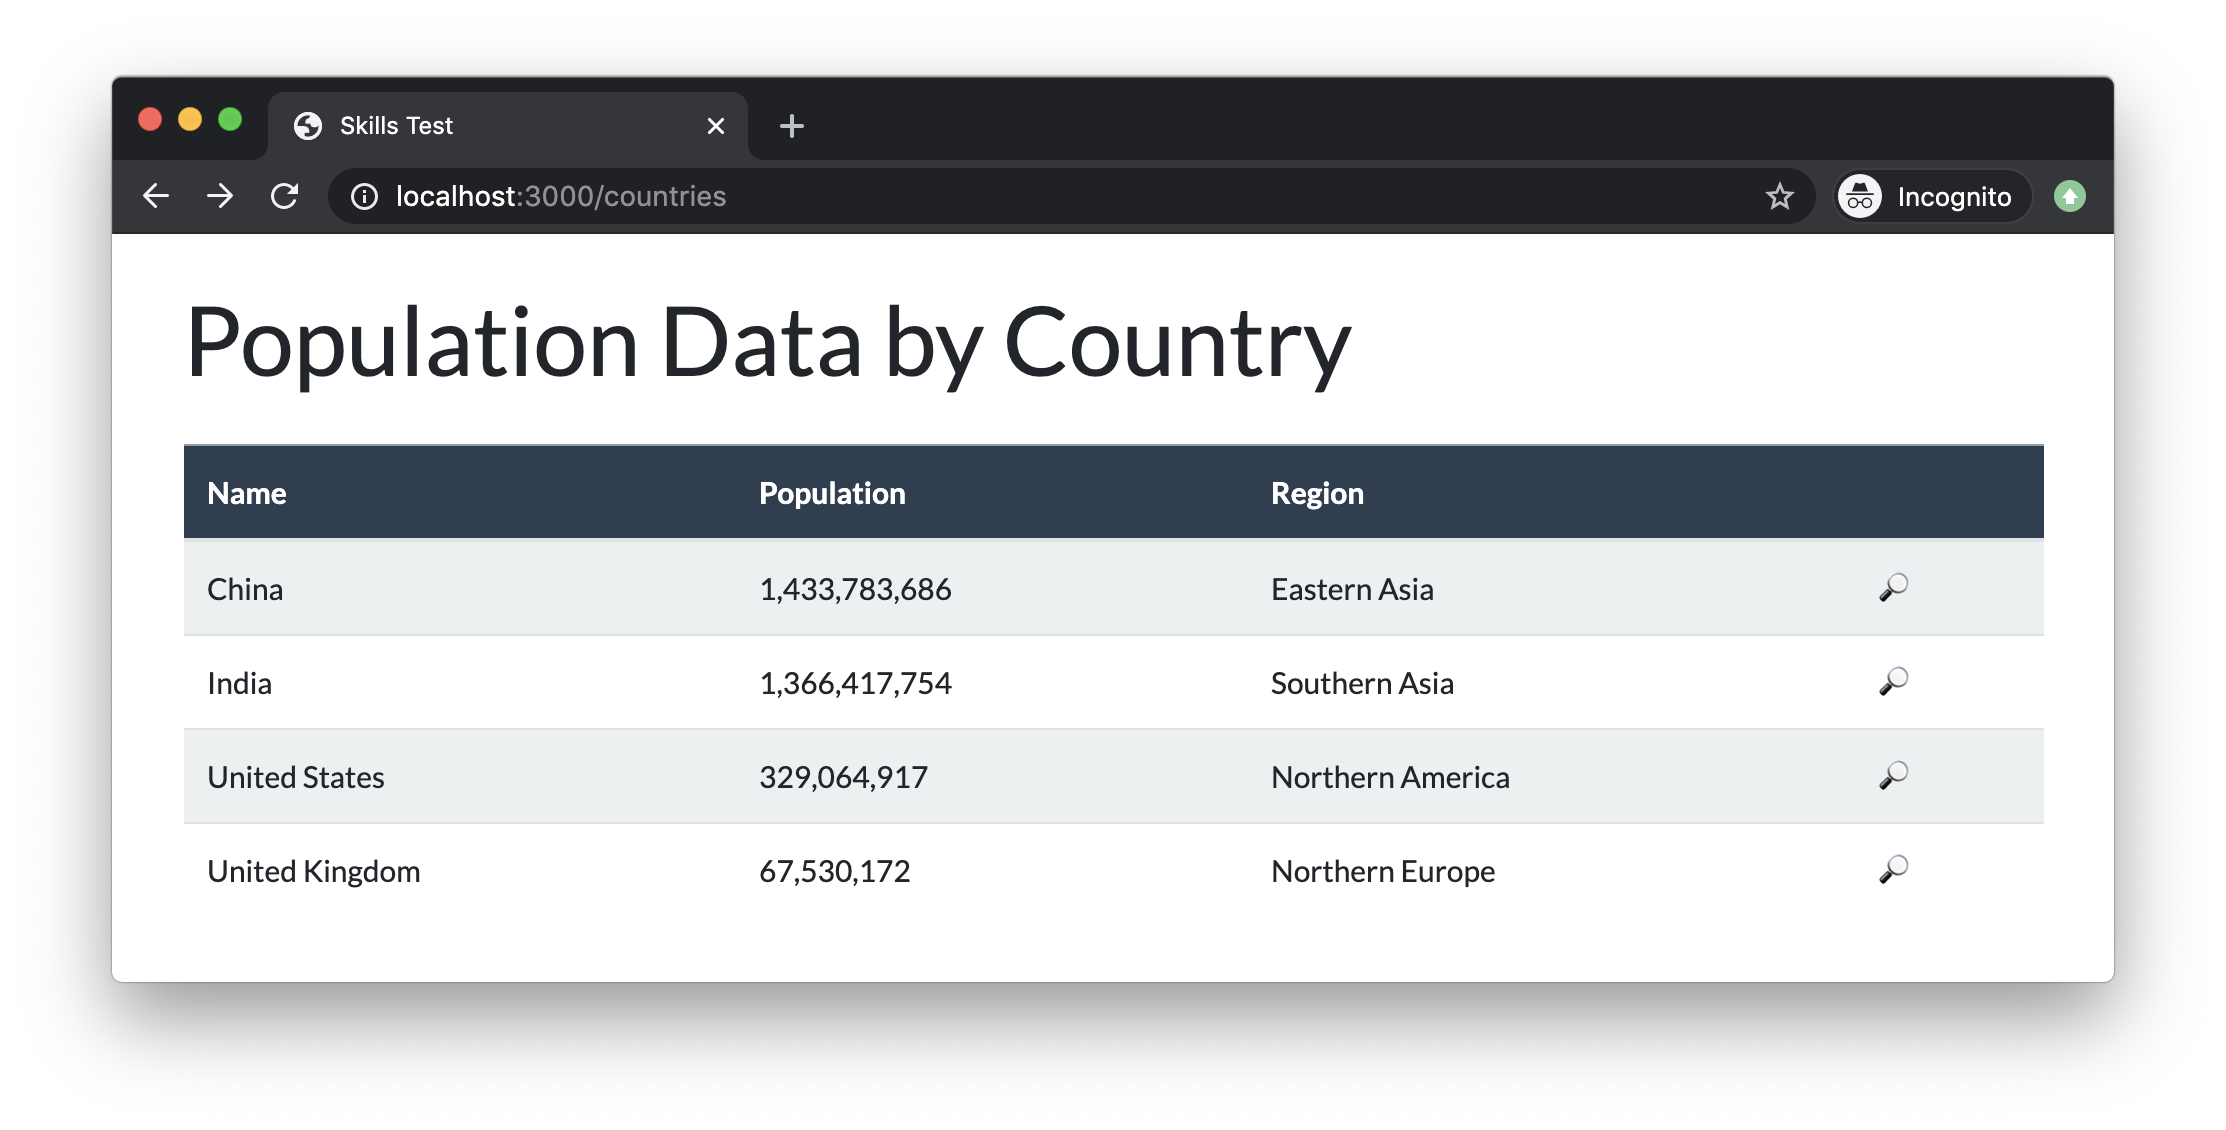 Skills Test
localhost:3000/countries
Incognito
Population Data by Country
Name Population Region
China 1,433,783,686 Eastern Asia
India 1,366,417,754 Southern Asia
United States 329,064,917 Northern America
United Kingdom 67,530,172 Northern Europe